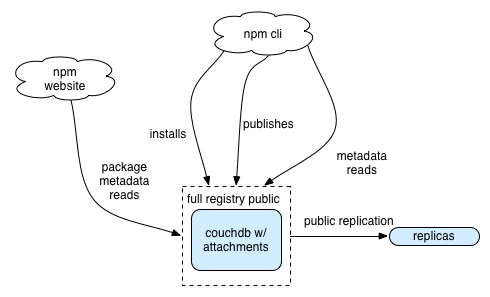 npm cli
npm
website
installs
publishes
metadata
reads
package
metadata
reads
full registry public
couchdb w/
attachments
public replication
replicas